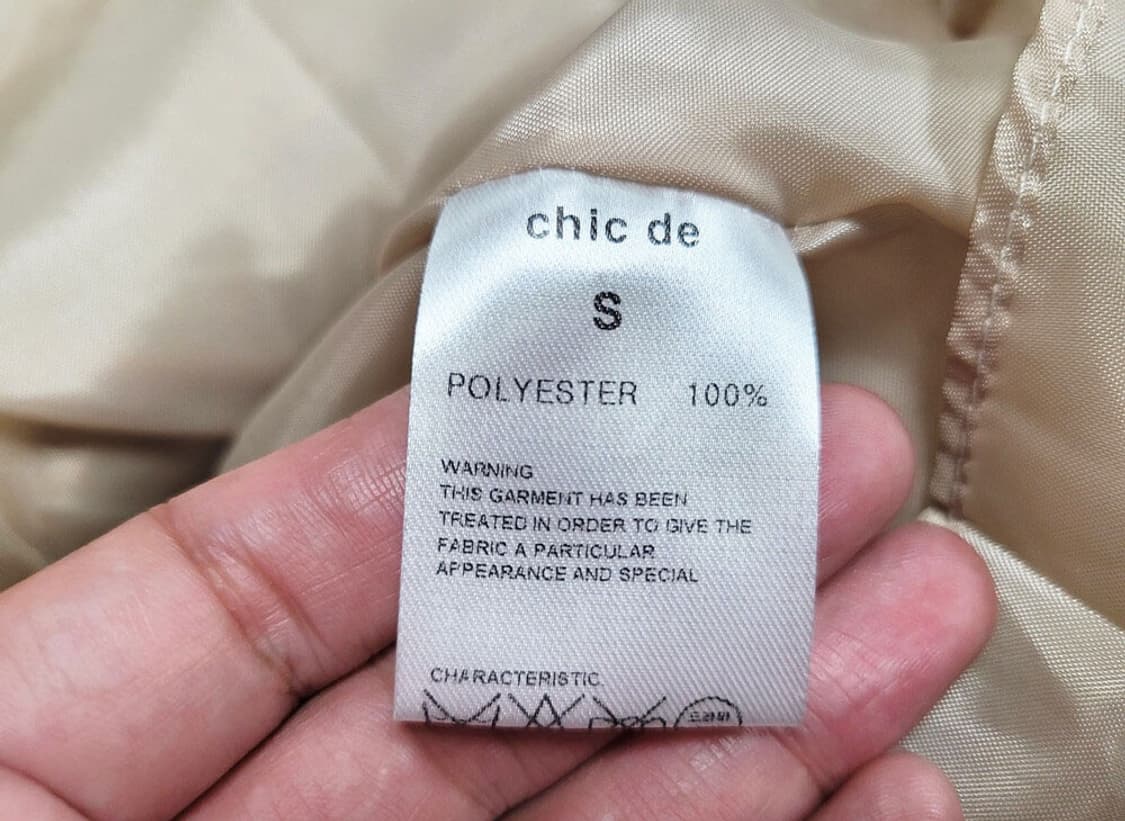 chic de
S
POLYESTER 100%
WARNING
THIS GARMENT HAS BEEN
TREATED IN ORDER TO GIVE THE
FABRIC A PARTICULAR
APPEARANCE AND SPECIAL
CHARACTERISTIC